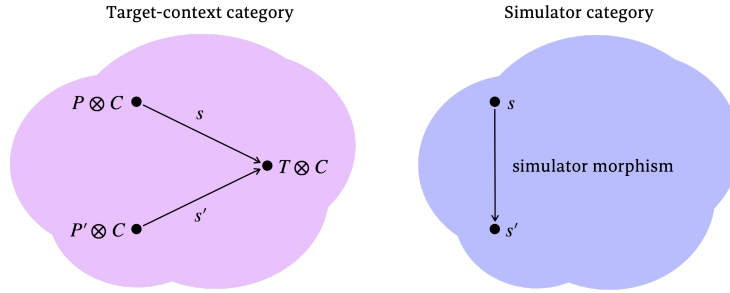 Target-context category
Simulator category
P ⊗ C
s
s
T ⊗ C
simulator morphism
s′
P′ ⊗ C
s′